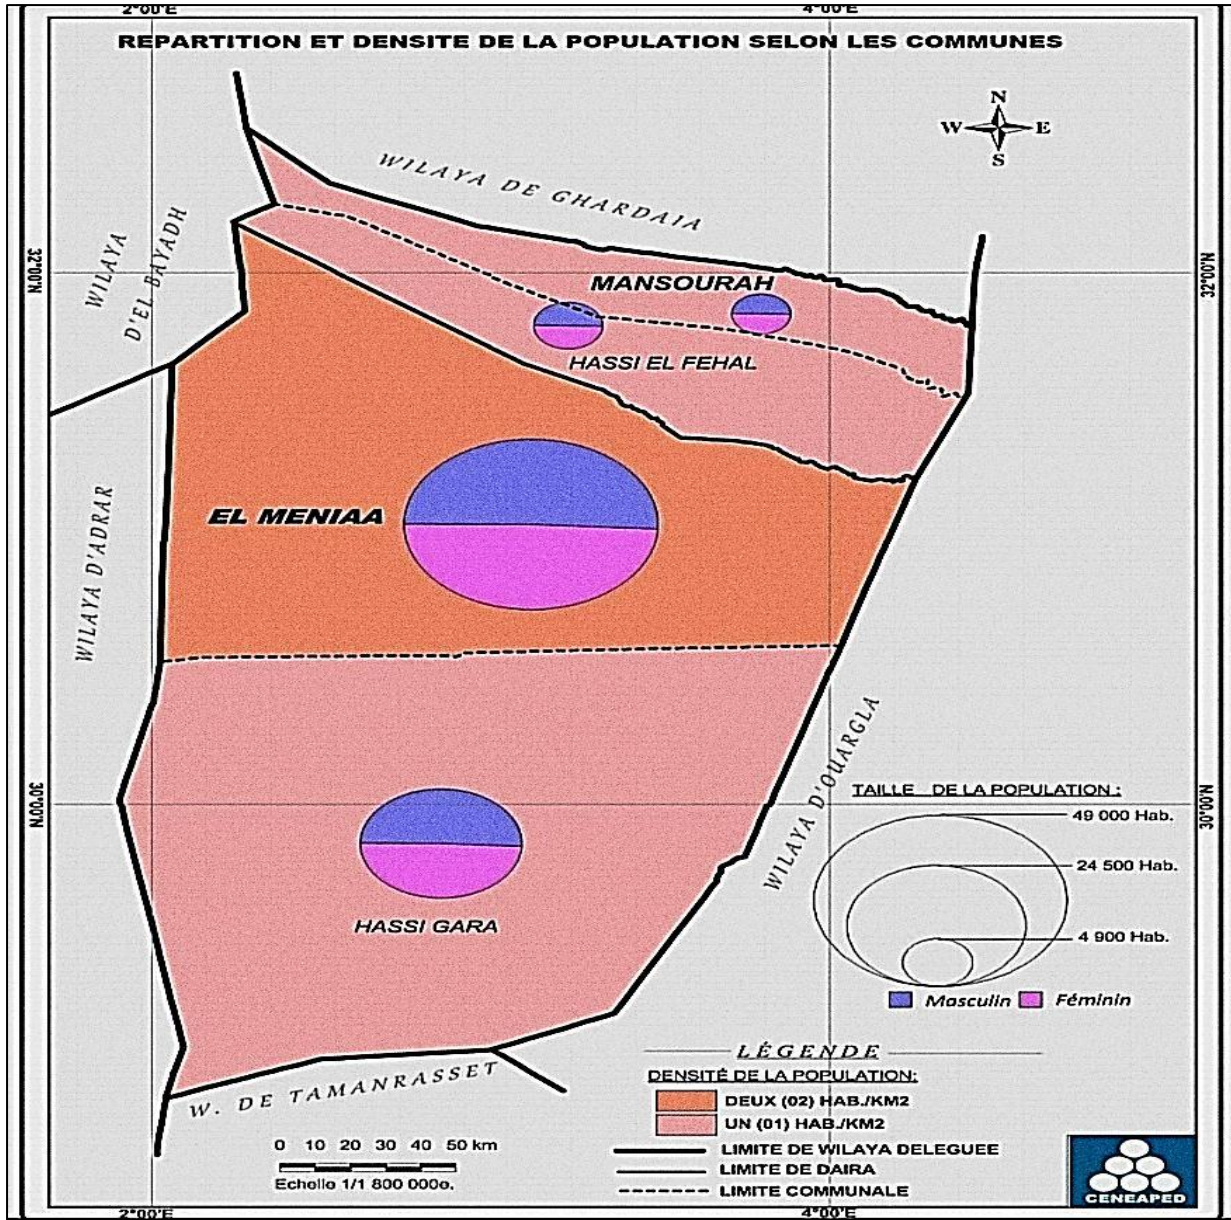 2°00'E
4°00'E
REPARTITION ET DENSITE DE LA POPULATION SELON LES COMMUNES
N
W E
S
WILAYA DE GHARDAIA
WILAYA
D'EL BAYADH
32°00'N
32°00'N
MANSOURAH
HASSI EL FEHAL
EL MENIAA
WILAYA D'ADRAR
WILAYA D'OUARGLA
30°00'N
30°00'N
HASSI GARA
TAILLE DE LA POPULATION :
49 000 Hab.
24 500 Hab.
4 900 Hab.
Masculin Féminin
W. DE TAMANRASSET
LÉGENDE
DENSITÉ DE LA POPULATION:
DEUX (02) HAB./KM2
UN (01) HAB./KM2
LIMITE DE WILAYA DELEGUEE
LIMITE DE DAIRA
LIMITE COMMUNALE
0 10 20 30 40 50 km
Echelle 1/1 800 000e.
CENEAPED
2°00'E
4°00'E